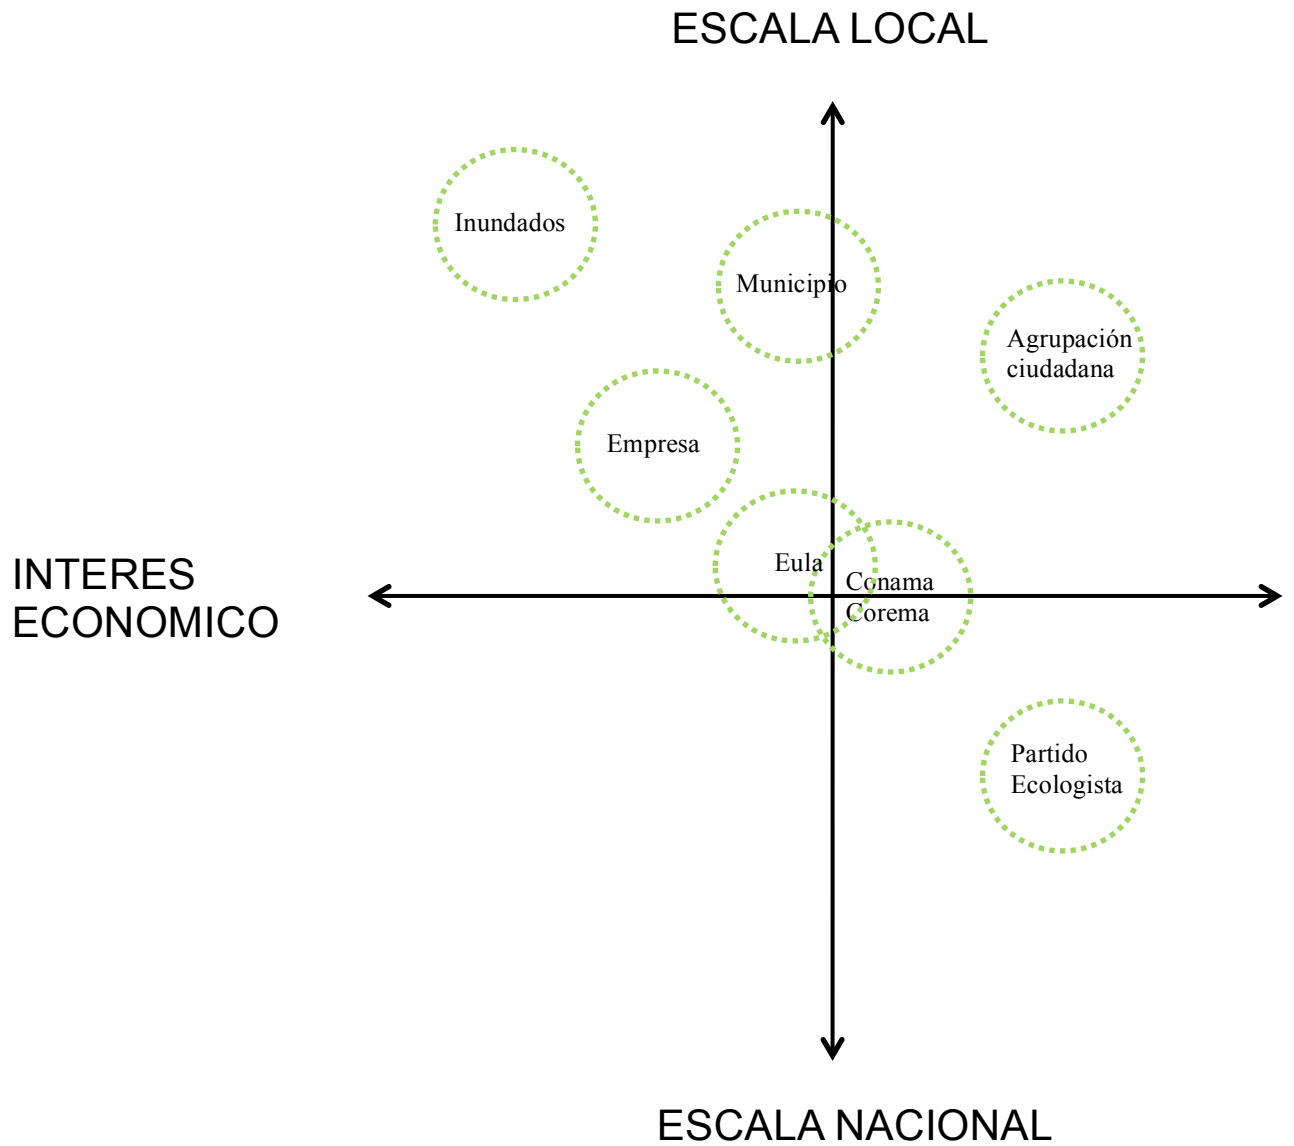 ESCALA LOCAL
Inundados
Municipio
Agrupación
ciudadana
Empresa
Eula
Conama
Corema
INTERES
ECONOMICO
Partido
Ecologista
ESCALA NACIONAL